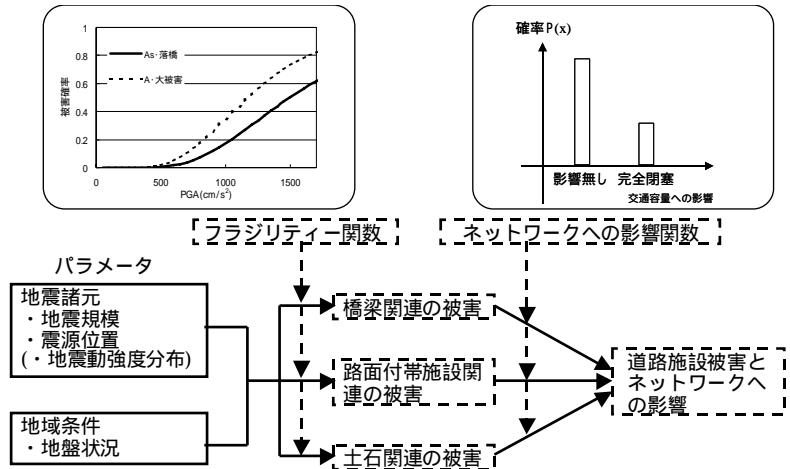 1
0.8
0.6
0.4
0.2
0
被害確率
As･落橋
A･大被害
0
500
1000
1500
PGA(cm/s²)
確率P(x)
影響無し 完全閉塞
交通容量への影響
フラジリティー関数
ネットワークへの影響関数
パラメータ
地震諸元
・地震規模
・震源位置
(・地震動強度分布)
地域条件
・地盤状況
橋梁関連の被害
路面付帯施設関
連の被害
土石関連の被害
道路施設被害と
ネットワークへ
の影響